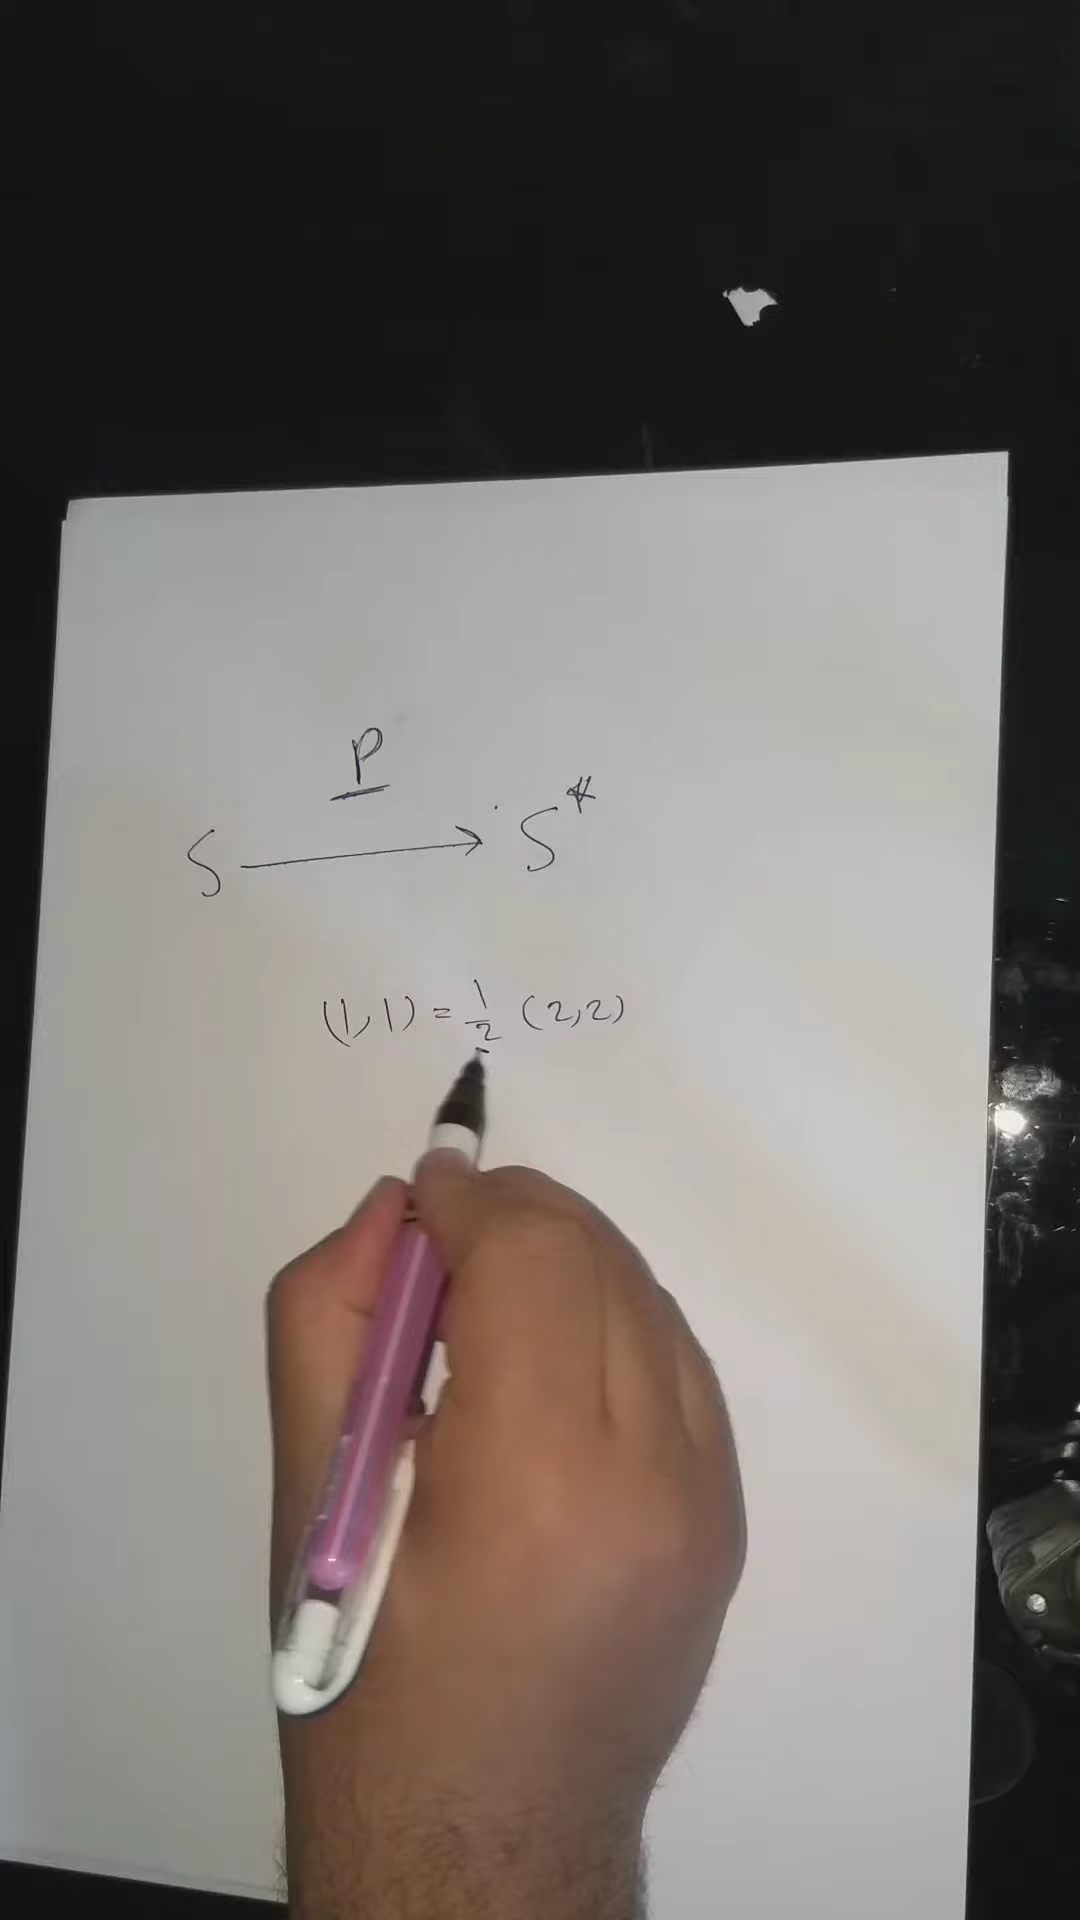 P
S ⟶ S*
(1,1) = 1/2 (2,2)